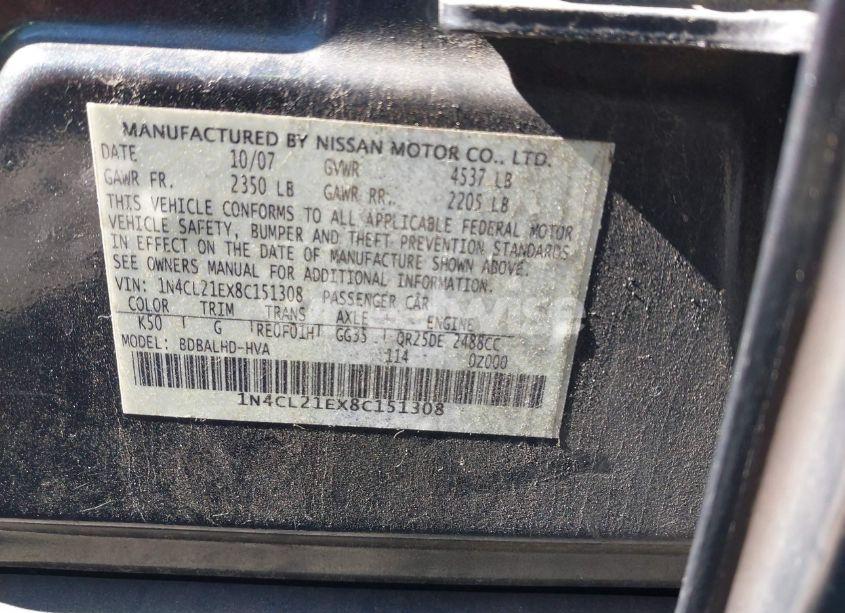 MANUFACTURED BY NISSAN MOTOR CO., LTD.
DATE 10/07 GVWR 4537 LB
GAWR FR. 2350 LB GAWR RR. 2205 LB
THIS VEHICLE CONFORMS TO ALL APPLICABLE FEDERAL MOTOR
VEHICLE SAFETY, BUMPER AND THEFT PREVENTION STANDARDS
IN EFFECT ON THE DATE OF MANUFACTURE SHOWN ABOVE.
SEE OWNERS MANUAL FOR ADDITIONAL INFORMATION.
VIN: 1N4CL21EX8C151308 PASSENGER CAR
COLOR TRIM TRANS AXLE ENGINE
K50 G RE0F01H GG33 QR25DE 2488CC
MODEL: BDBALHD-HVA 114 0Z000
1N4CL21EX8C151308